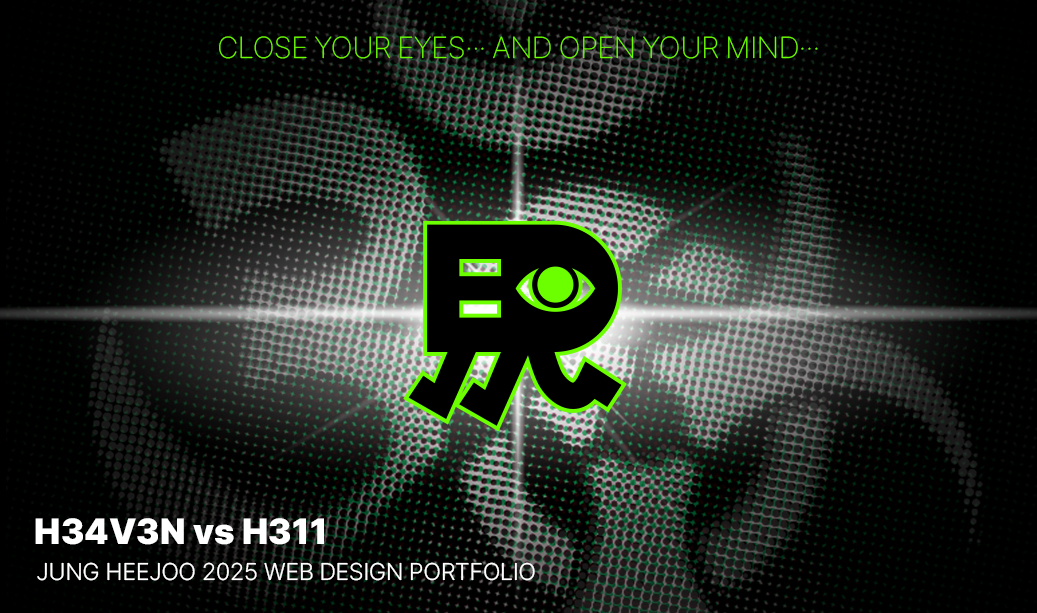 CLOSE YOUR EYES··· AND OPEN YOUR MIND···
H34V3N vs H311
JUNG HEEJOO 2025 WEB DESIGN PORTFOLIO